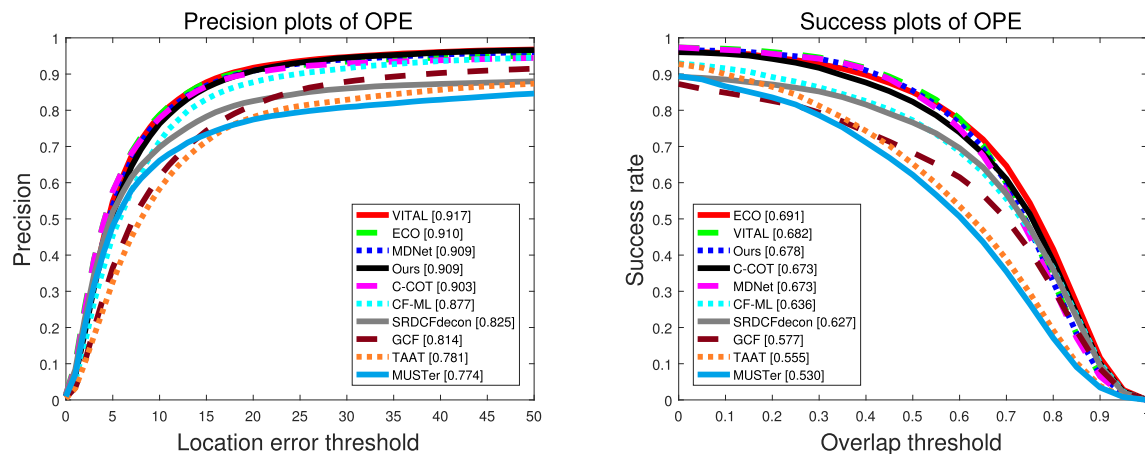 Precision plots of OPE
1
0.9
0.8
0.7
0.6
0.5
0.4
0.3
0.2
0.1
0
0 5 10 15 20 25 30 35 40 45 50
Precision
Location error threshold
VITAL [0.917]
ECO [0.910]
MDNet [0.909]
Ours [0.909]
C-COT [0.903]
CF-ML [0.877]
SRDCFdecon [0.825]
GCF [0.814]
TAAT [0.781]
MUSTer [0.774]
Success plots of OPE
1
0.9
0.8
0.7
0.6
0.5
0.4
0.3
0.2
0.1
0
0 0.1 0.2 0.3 0.4 0.5 0.6 0.7 0.8 0.9
Success rate
Overlap threshold
ECO [0.691]
VITAL [0.682]
Ours [0.678]
C-COT [0.673]
MDNet [0.673]
CF-ML [0.636]
SRDCFdecon [0.627]
GCF [0.577]
TAAT [0.555]
MUSTer [0.530]